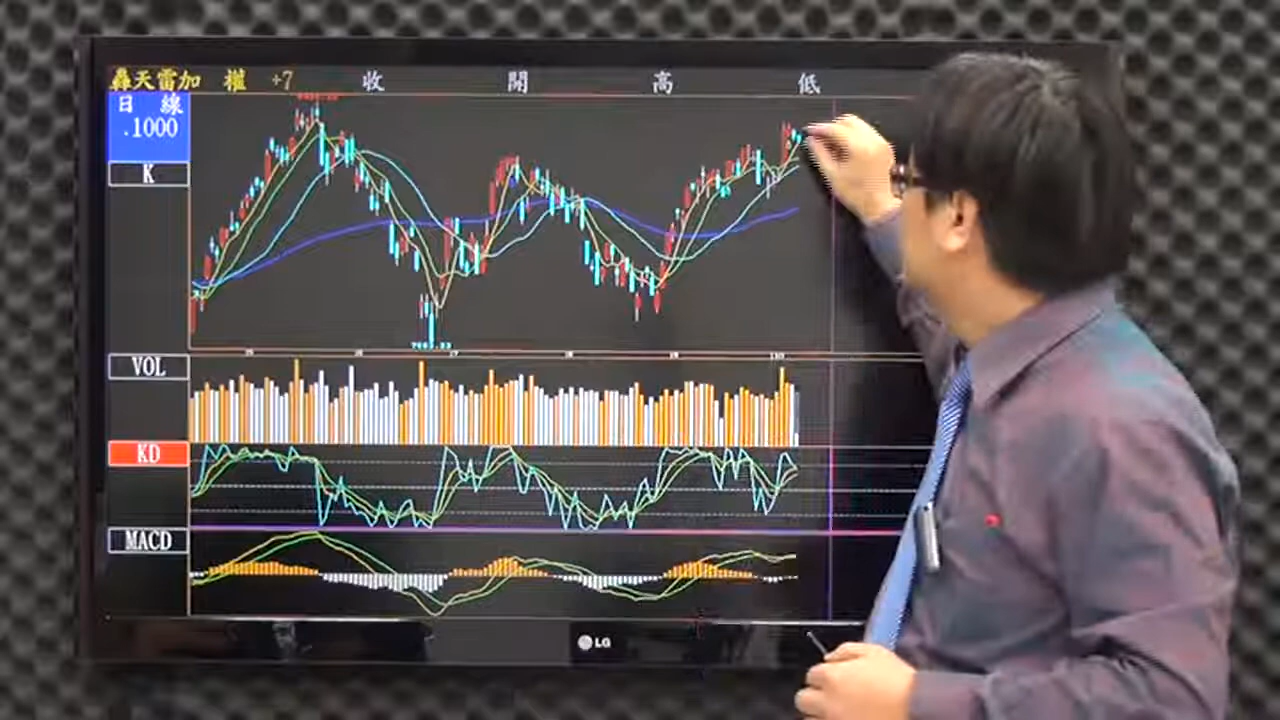 轟天雷加 權 +7 收 開 高 低
日 線
.1000
K
VOL
KD
MACD
LG